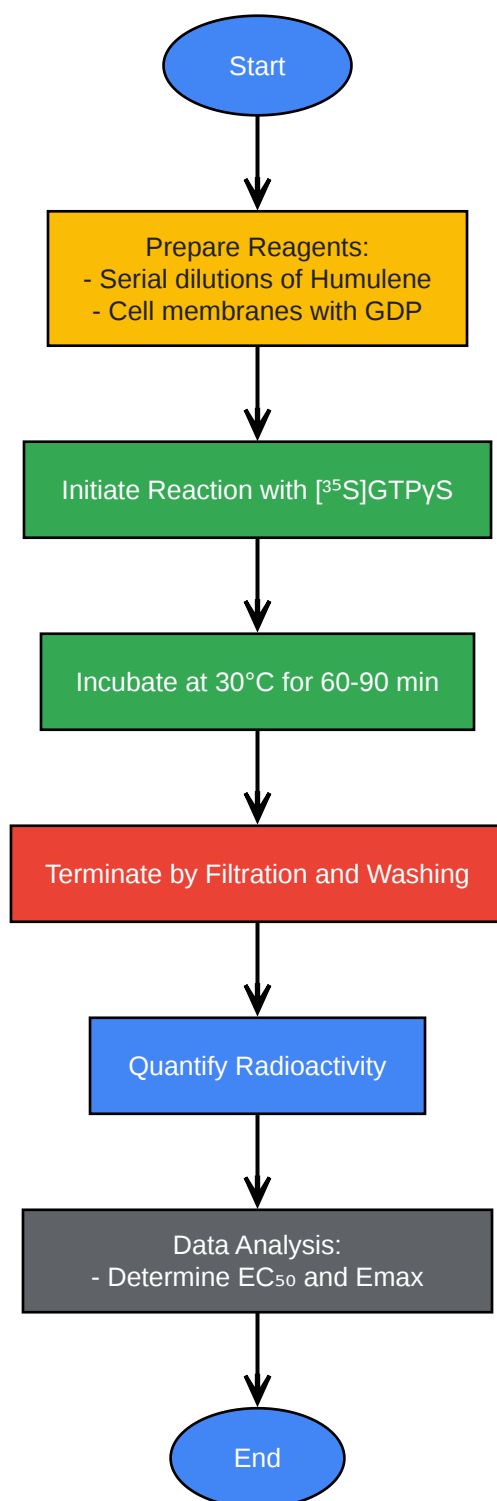 Start
Prepare Reagents:
- Serial dilutions of Humulene
- Cell membranes with GDP
Initiate Reaction with [³⁵S]GTPγS
Incubate at 30°C for 60-90 min
Terminate by Filtration and Washing
Quantify Radioactivity
Data Analysis:
- Determine EC₅₀ and Emax
End